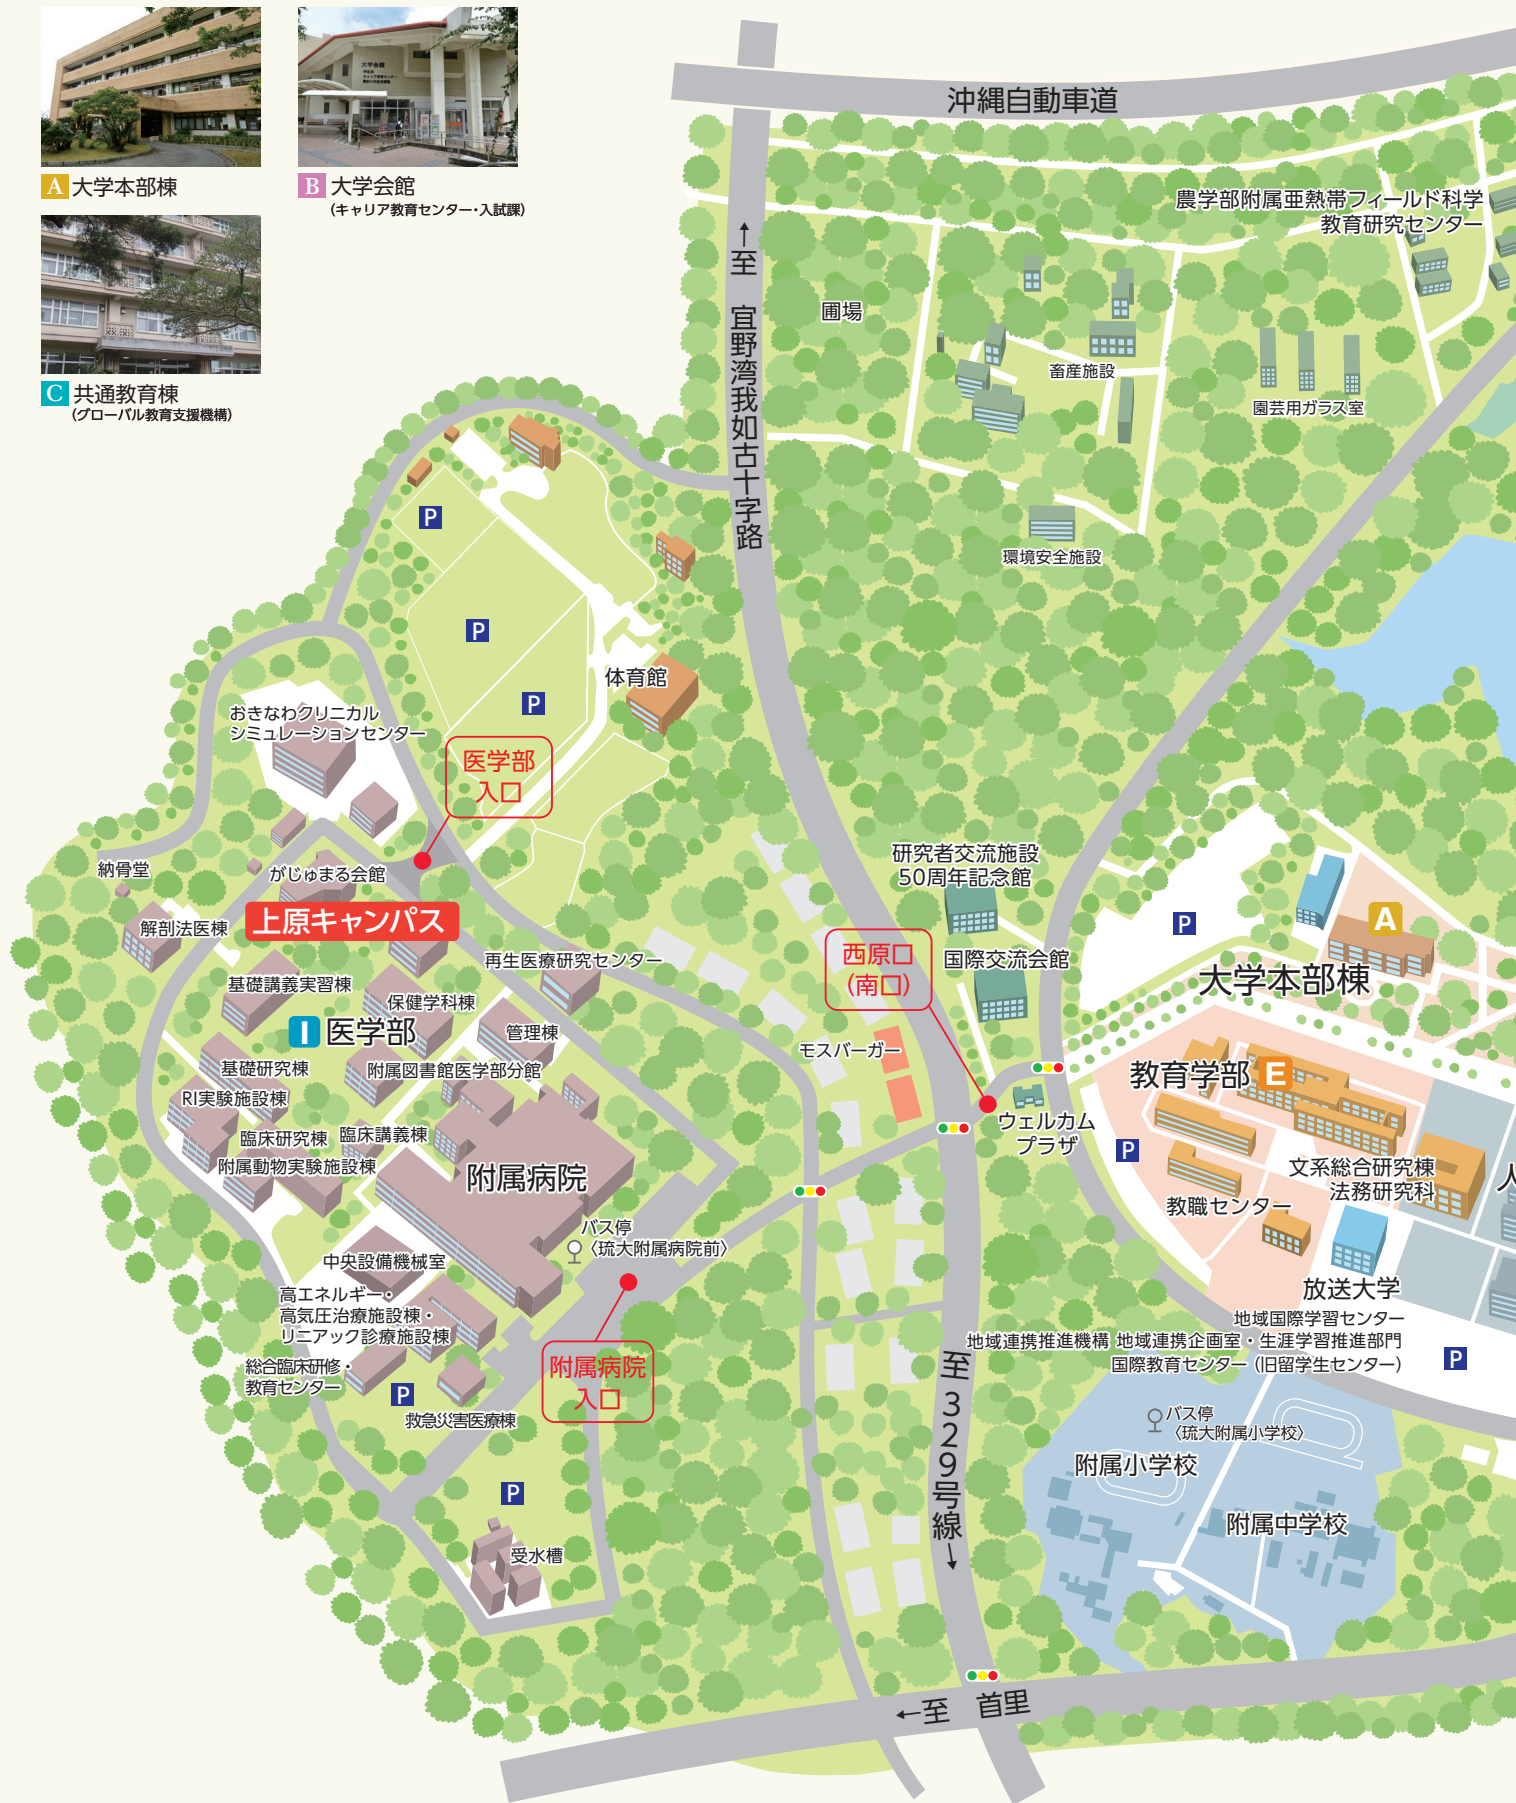 A 大学本部棟
B 大学会館
(キャリア教育センター・入試課)
大学会館
C 共通教育棟
(グローバル教育支援機構)
沖縄自動車道
農学部附属亜熱帯フィールド科学
教育研究センター
←至 宜野湾我如古十字路
圃場
畜産施設
園芸用ガラス室
環境安全施設
P
P
P
体育館
おきなわクリニカル
シミュレーションセンター
医学部
入口
納骨堂
がじゅまる会館
上原キャンパス
解剖法医棟
再生医療研究センター
基礎講義実習棟
保健学科棟
I 医学部
管理棟
基礎研究棟
附属図書館医学部分館
RI実験施設棟
臨床研究棟
臨床講義棟
附属動物実験施設棟
附属病院
バス停
〈琉大附属病院前〉
中央設備機械室
高エネルギー・
高気圧治療施設棟・
リニアック診療施設棟
総合臨床研修・
教育センター
P
救急災害医療棟
附属病院
入口
P
受水槽
研究者交流施設
50周年記念館
西原口
(南口)
国際交流会館
モスバーガー
ウェルカム
プラザ
P
A
大学本部棟
教育学部 E
P
文系総合研究棟
法務研究科
人
教職センター
放送大学
地域国際学習センター
地域連携推進機構 地域連携企画室・生涯学習推進部門
国際教育センター (旧留学生センター)
P
至 329号線→
バス停
〈琉大附属小学校〉
附属小学校
附属中学校
←至 首里